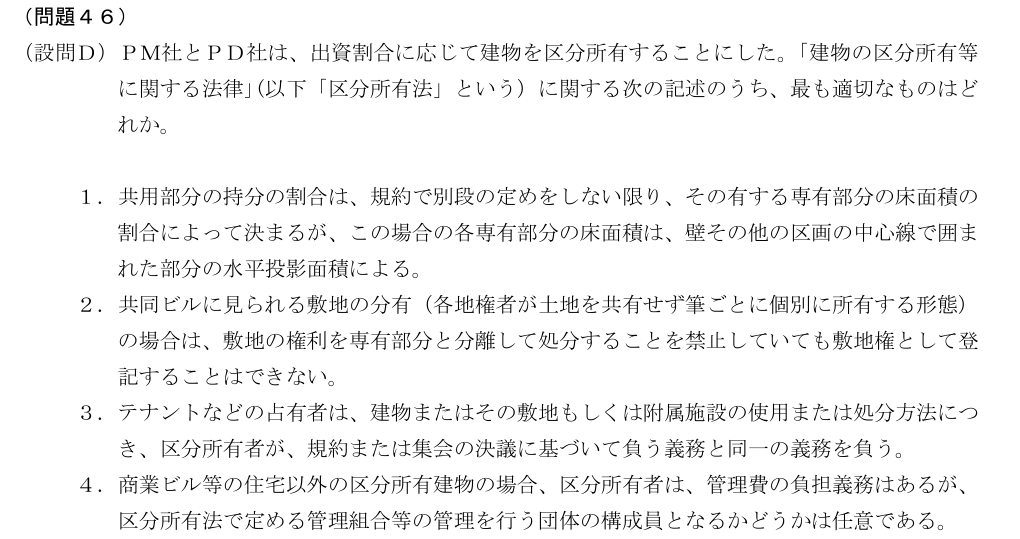 （問題４６）
（設問Ｄ）ＰＭ社とＰＤ社は、出資割合に応じて建物を区分所有することにした。「建物の区分所有等
に関する法律」（以下「区分所有法」という）に関する次の記述のうち、最も適切なものはど
れか。
１．共用部分の持分の割合は、規約で別段の定めをしない限り、その有する専有部分の床面積の
割合によって決まるが、この場合の各専有部分の床面積は、壁その他の区画の中心線で囲ま
れた部分の水平投影面積による。
２．共同ビルに見られる敷地の分有（各地権者が土地を共有せず筆ごとに個別に所有する形態）
の場合は、敷地の権利を専有部分と分離して処分することを禁止していても敷地権として登
記することはできない。
３．テナントなどの占有者は、建物またはその敷地もしくは附属施設の使用または処分方法につ
き、区分所有者が、規約または集会の決議に基づいて負う義務と同一の義務を負う。
４．商業ビル等の住宅以外の区分所有建物の場合、区分所有者は、管理費の負担義務はあるが、
区分所有法で定める管理組合等の管理を行う団体の構成員となるかどうかは任意である。